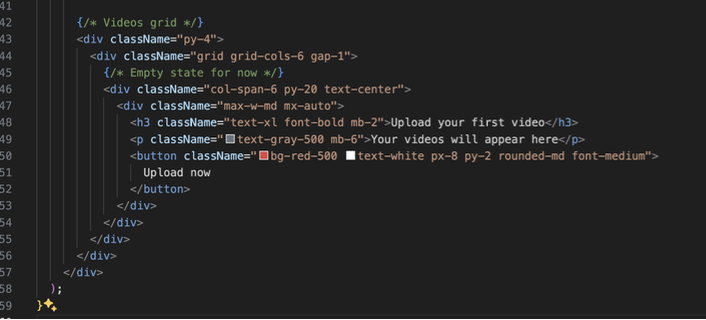 41
42 {/* Videos grid */}
43 <div className="py-4">
44 <div className="grid grid-cols-6 gap-1">
45 {/* Empty state for now */}
46 <div className="col-span-6 py-20 text-center">
47 <div className="max-w-md mx-auto">
48 <h3 className="text-xl font-bold mb-2">Upload your first video</h3>
49 <p className="text-gray-500 mb-6">Your videos will appear here</p>
50 <button className="bg-red-500 text-white px-8 py-2 rounded-md font-medium">
51 Upload now
52 </button>
53 </div>
54 </div>
55 </div>
56 </div>
57 </div>
58 );
59 }